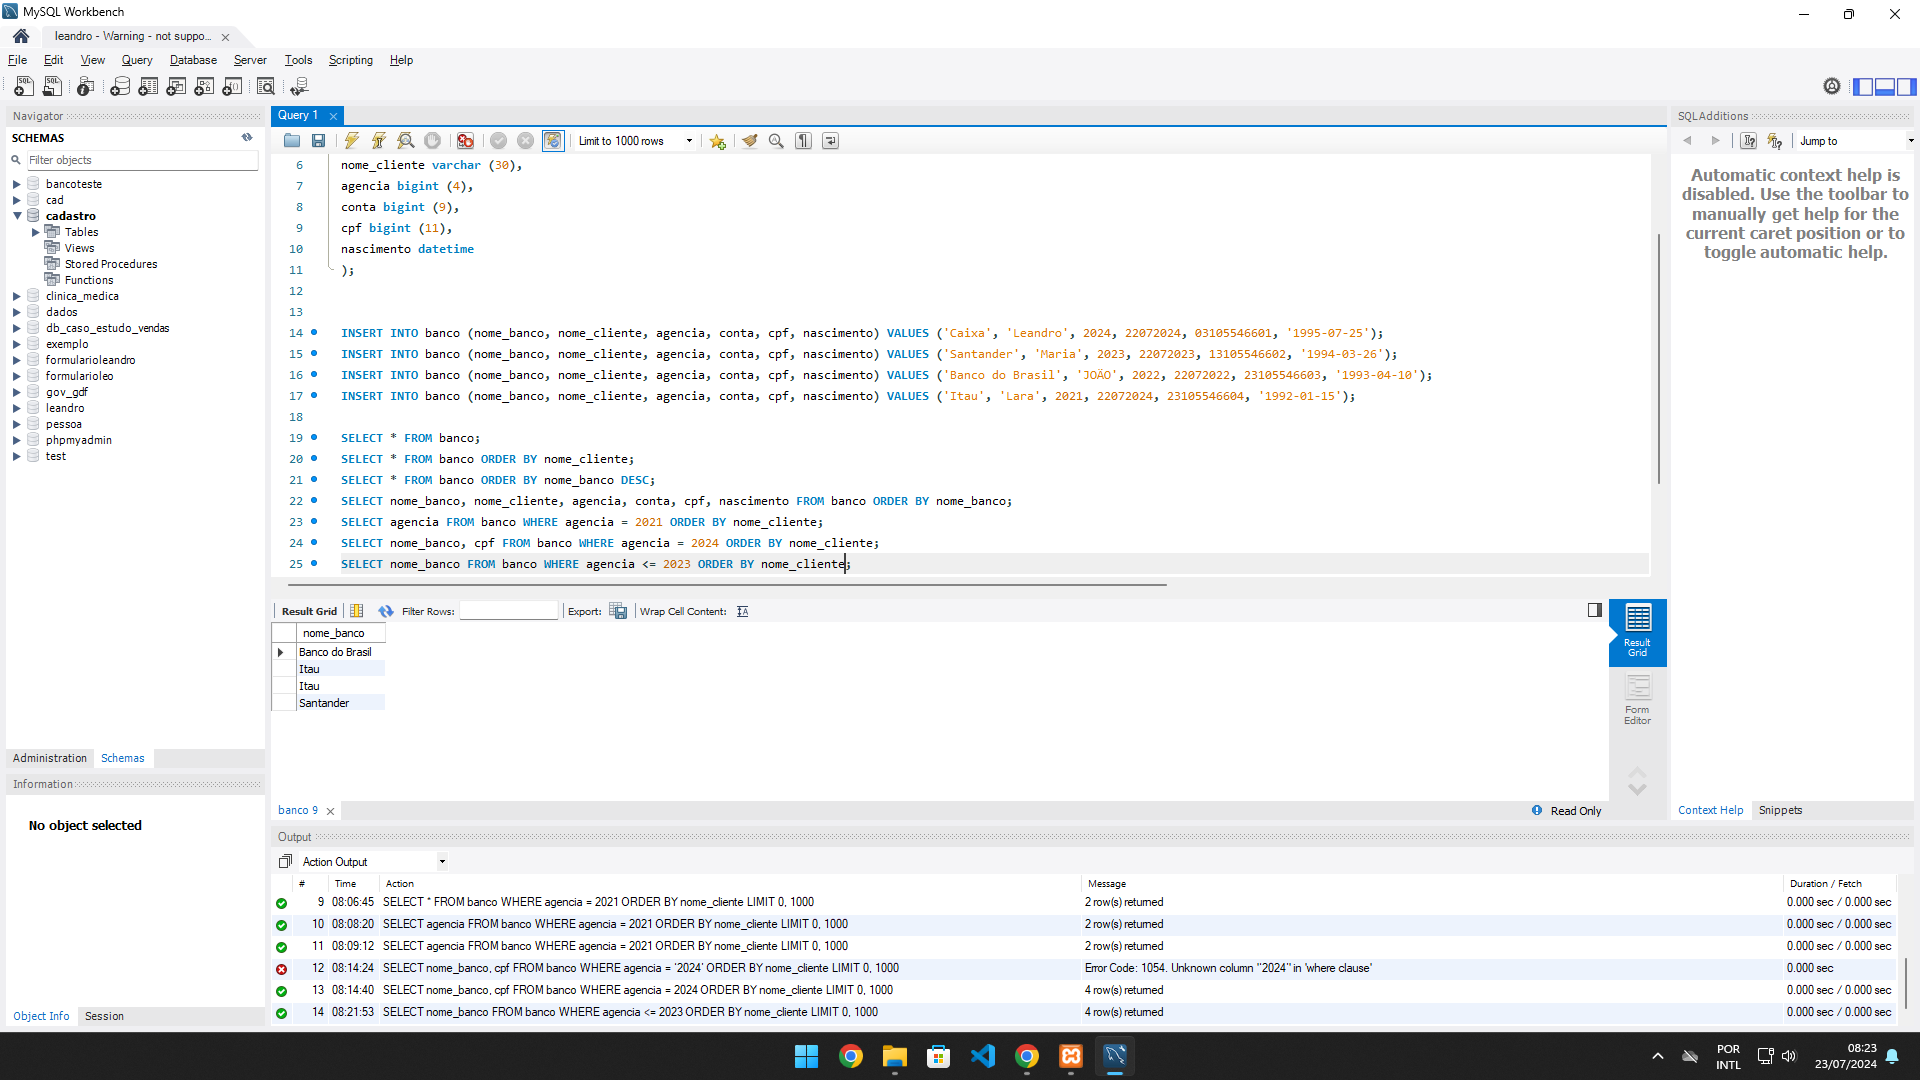 MySQL Workbench
leandro - Warning - not suppo...
File Edit View Query Database Server Tools Scripting Help
Navigator
SCHEMAS
Filter objects
bancoteste
cad
cadastro
Tables
Views
Stored Procedures
Functions
clinica_medica
dados
db_caso_estudo_vendas
exemplo
formularioleandro
formularioleo
gov_gdf
leandro
pessoa
phpmyadmin
test
Administration Schemas
Information
No object selected
Object Info Session
Query 1
Limit to 1000 rows
6 nome_cliente varchar (30),
7 agencia bigint (4),
8 conta bigint (9),
9 cpf bigint (11),
10 nascimento datetime
11 );
12
13
14 INSERT INTO banco (nome_banco, nome_cliente, agencia, conta, cpf, nascimento) VALUES ('Caixa', 'Leandro', 2024, 22072024, 03105546601, '1995-07-25');
15 INSERT INTO banco (nome_banco, nome_cliente, agencia, conta, cpf, nascimento) VALUES ('Santander', 'Maria', 2023, 22072023, 13105546602, '1994-03-26');
16 INSERT INTO banco (nome_banco, nome_cliente, agencia, conta, cpf, nascimento) VALUES ('Banco do Brasil', 'JOÃO', 2022, 22072022, 23105546603, '1993-04-10');
17 INSERT INTO banco (nome_banco, nome_cliente, agencia, conta, cpf, nascimento) VALUES ('Itau', 'Lara', 2021, 22072024, 23105546604, '1992-01-15');
18
19 SELECT * FROM banco;
20 SELECT * FROM banco ORDER BY nome_cliente;
21 SELECT * FROM banco ORDER BY nome_banco DESC;
22 SELECT nome_banco, nome_cliente, agencia, conta, cpf, nascimento FROM banco ORDER BY nome_banco;
23 SELECT agencia FROM banco WHERE agencia = 2021 ORDER BY nome_cliente;
24 SELECT nome_banco, cpf FROM banco WHERE agencia = 2024 ORDER BY nome_cliente;
25 SELECT nome_banco FROM banco WHERE agencia <= 2023 ORDER BY nome_cliente;
Result Grid Filter Rows: Export: Wrap Cell Content:
nome_banco
Banco do Brasil
Itau
Itau
Santander
Result
Grid
Form
Editor
banco 9
Read Only
SQLAdditions
Jump to
Automatic context help is
disabled. Use the toolbar to
manually get help for the
current caret position or to
toggle automatic help.
Context Help Snippets
Output
Action Output
# Time Action Message Duration / Fetch
9 08:06:45 SELECT * FROM banco WHERE agencia = 2021 ORDER BY nome_cliente LIMIT 0, 1000 2 row(s) returned 0.000 sec / 0.000 sec
10 08:08:20 SELECT agencia FROM banco WHERE agencia = 2021 ORDER BY nome_cliente LIMIT 0, 1000 2 row(s) returned 0.000 sec / 0.000 sec
11 08:09:12 SELECT agencia FROM banco WHERE agencia = 2021 ORDER BY nome_cliente LIMIT 0, 1000 2 row(s) returned 0.000 sec / 0.000 sec
12 08:14:24 SELECT nome_banco, cpf FROM banco WHERE agencia = ‘2024’ ORDER BY nome_cliente LIMIT 0, 1000 Error Code: 1054. Unknown column '‘2024’' in 'where clause' 0.000 sec
13 08:14:40 SELECT nome_banco, cpf FROM banco WHERE agencia = 2024 ORDER BY nome_cliente LIMIT 0, 1000 4 row(s) returned 0.000 sec / 0.000 sec
14 08:21:53 SELECT nome_banco FROM banco WHERE agencia <= 2023 ORDER BY nome_cliente LIMIT 0, 1000 4 row(s) returned 0.000 sec / 0.000 sec
POR
INTL
08:23
23/07/2024